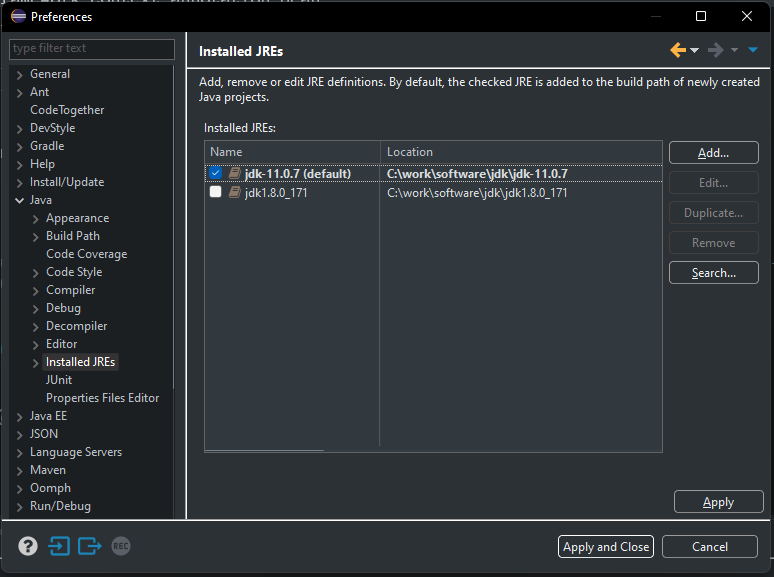 Preferences
type filter text
General
Ant
CodeTogether
DevStyle
Gradle
Help
Install/Update
Java
Appearance
Build Path
Code Coverage
Code Style
Compiler
Debug
Decompiler
Editor
Installed JREs
JUnit
Properties Files Editor
Java EE
JSON
Language Servers
Maven
Oomph
Run/Debug
Installed JREs
Add, remove or edit JRE definitions. By default, the checked JRE is added to the build path of newly created
Java projects.
Installed JREs:
Name Location
jdk-11.0.7 (default) C:\work\software\jdk\jdk-11.0.7
jdk1.8.0_171 C:\work\software\jdk\jdk1.8.0_171
Add...
Edit...
Duplicate...
Remove
Search...
Apply
REC
Apply and Close Cancel